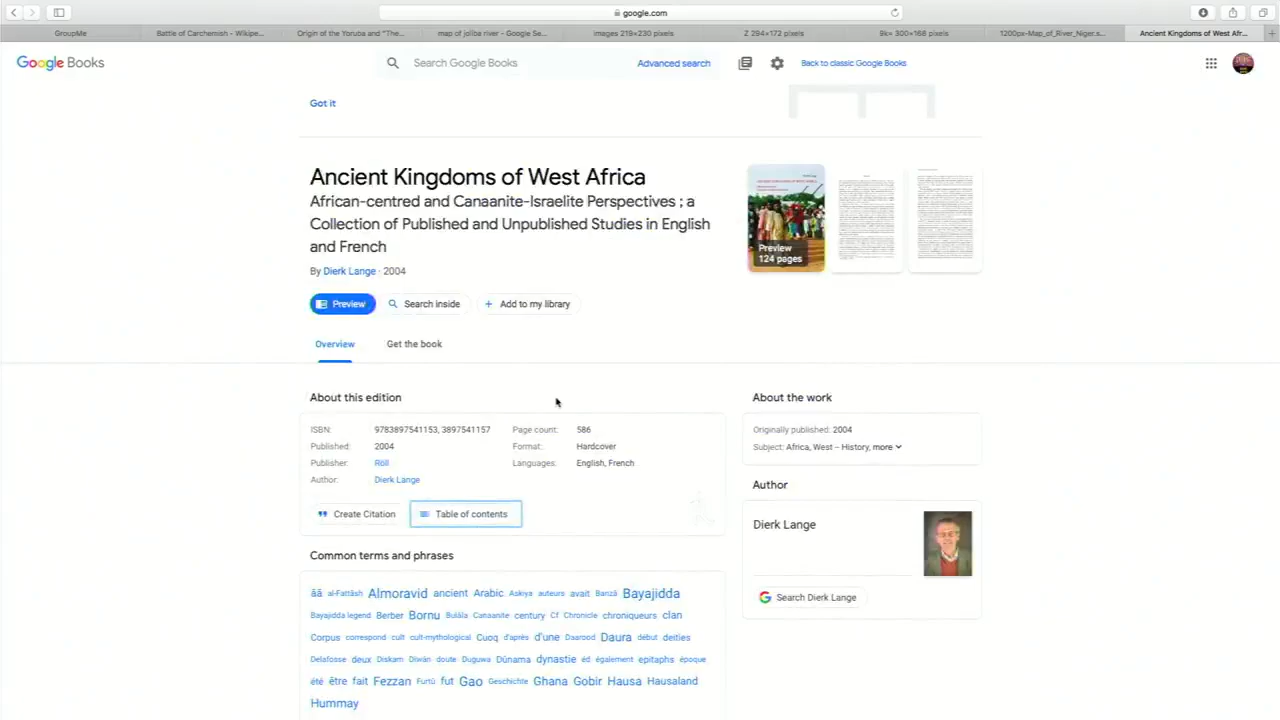 google.com
GroupMe
Battle of Carchemish - Wikipe...
Origin of the Yoruba and "The...
map of joliba river - Google Se...
images 219×230 pixels
Z 294×172 pixels
9k= 300×168 pixels
1200px-Map_of_River_Niger.s...
Ancient Kingdoms of West Afr...
Google Books
Search Google Books
Advanced search
Back to classic Google Books
Got it
Ancient Kingdoms of West Africa
African-centred and Canaanite-Israelite Perspectives ; a
Collection of Published and Unpublished Studies in English
and French
By Dierk Lange · 2004
Preview
124 pages
Preview
Search inside
+ Add to my library
Overview
Get the book
About this edition
ISBN: 9783897541153, 3897541157
Page count: 586
Published: 2004
Format: Hardcover
Publisher: Röll
Languages: English, French
Author: Dierk Lange
Create Citation
Table of contents
About the work
Originally published: 2004
Subject: Africa, West – History, more
Author
Dierk Lange
Search Dierk Lange
Common terms and phrases
āā al-Fattāsh Almoravid ancient Arabic Askiya auteurs avait Banzā Bayajidda
Bayajidda legend Berber Bornu Bulāla Canaanite century Cf Chronicle chroniqueurs clan
Corpus correspond cult cult-mythological Cuoq d'après d'une Daarood Daura début deities
Delafosse deux Diskam Dīwān doute Duguwa Dūnama dynastie éd également epitaphs époque
été être fait Fezzan Furtū fut Gao Geschichte Ghana Gobir Hausa Hausaland
Hummay